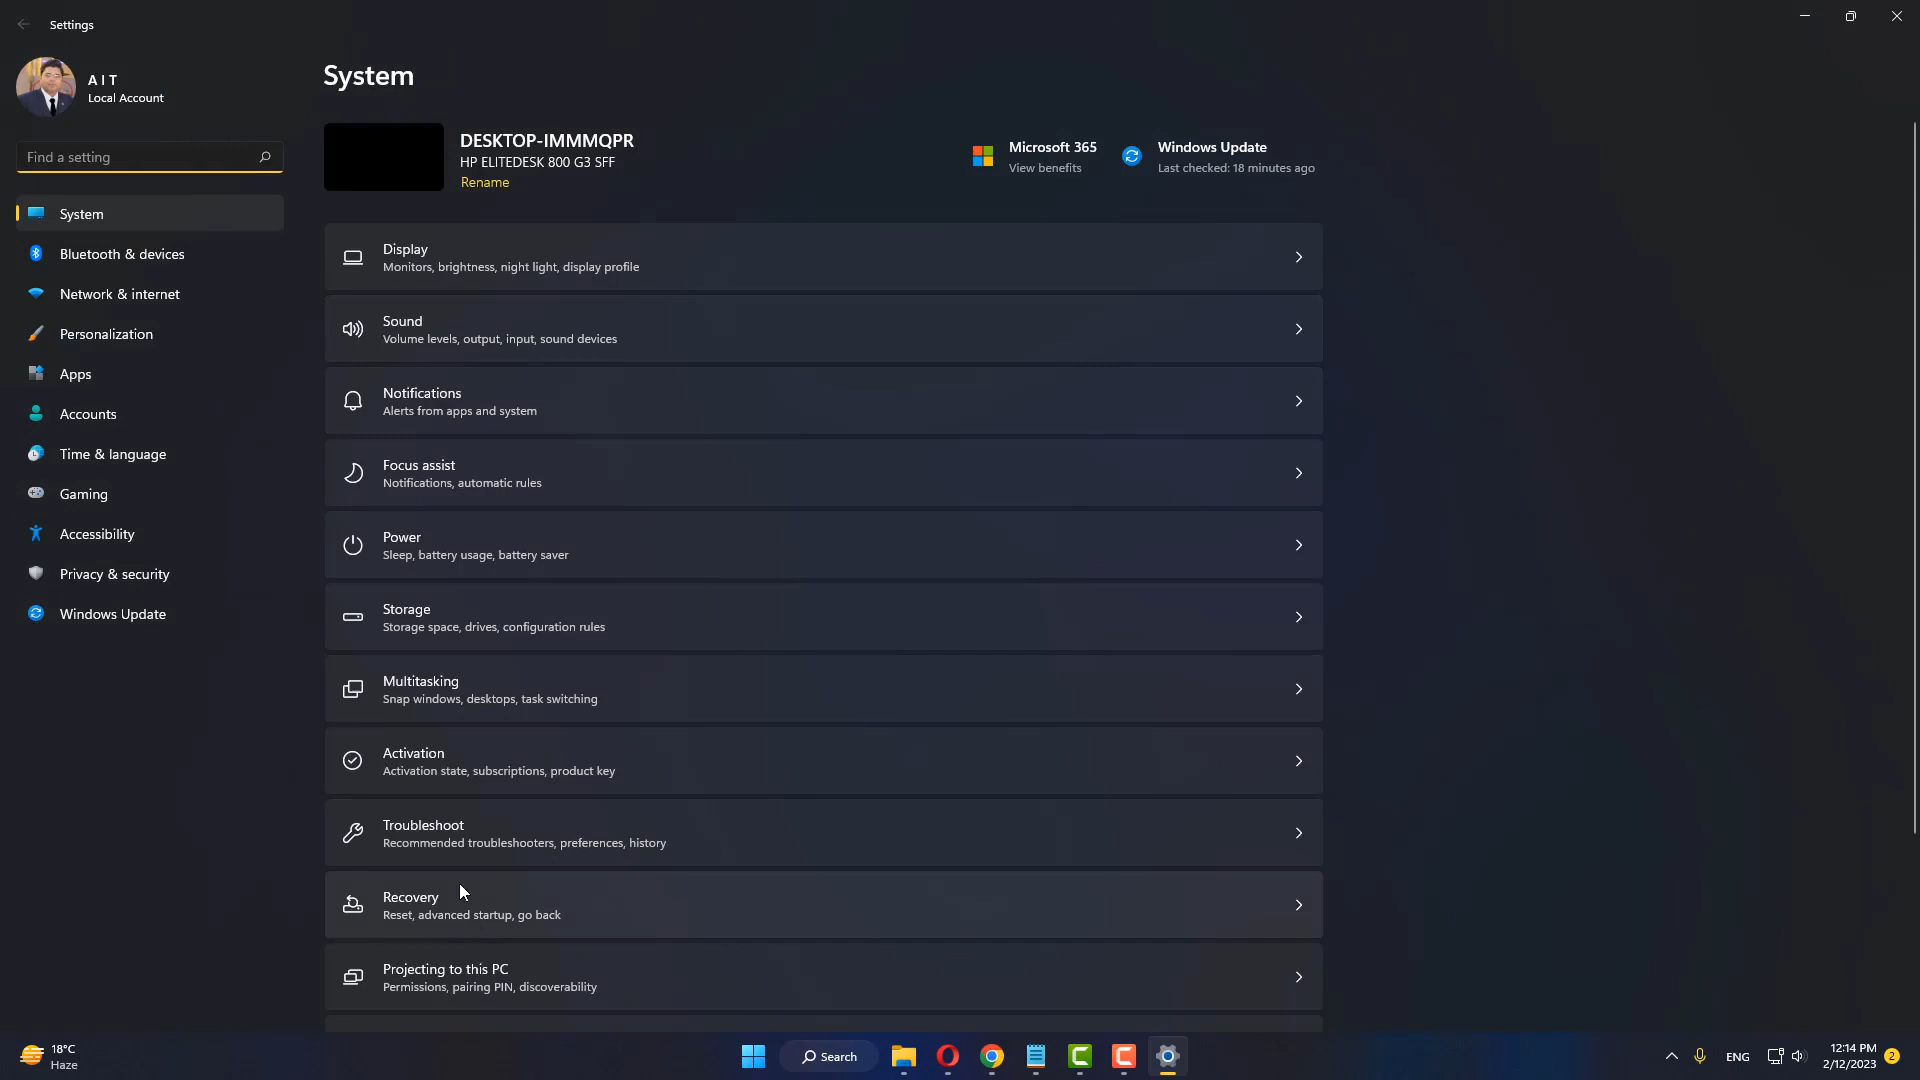 Settings
A I T
Local Account
Find a setting
System
Bluetooth & devices
Network & internet
Personalization
Apps
Accounts
Time & language
Gaming
Accessibility
Privacy & security
Windows Update
System
DESKTOP-IMMMQPR
HP ELITEDESK 800 G3 SFF
Rename
Microsoft 365
View benefits
Windows Update
Last checked: 18 minutes ago
Display
Monitors, brightness, night light, display profile
Sound
Volume levels, output, input, sound devices
Notifications
Alerts from apps and system
Focus assist
Notifications, automatic rules
Power
Sleep, battery usage, battery saver
Storage
Storage space, drives, configuration rules
Multitasking
Snap windows, desktops, task switching
Activation
Activation state, subscriptions, product key
Troubleshoot
Recommended troubleshooters, preferences, history
Recovery
Reset, advanced startup, go back
Projecting to this PC
Permissions, pairing PIN, discoverability
18°C
Haze
Search
ENG
12:14 PM
2/12/2023
2